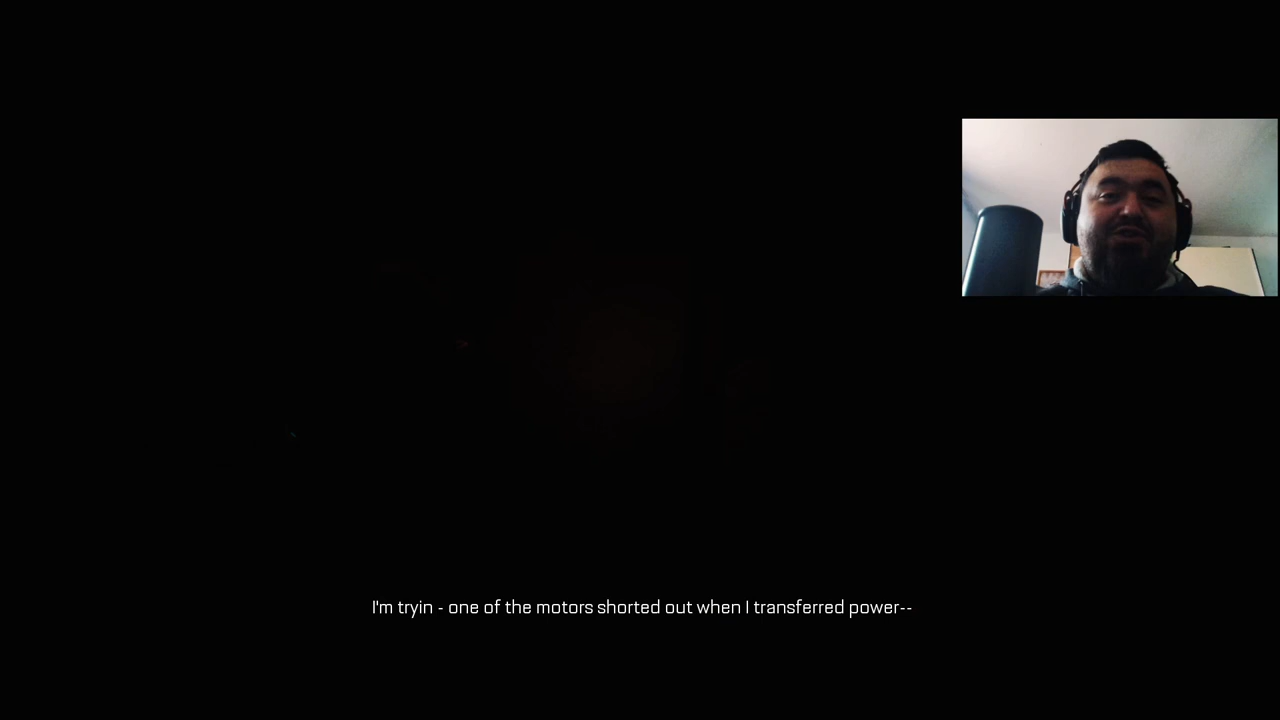 I'm tryin - one of the motors shorted out when I transferred power--